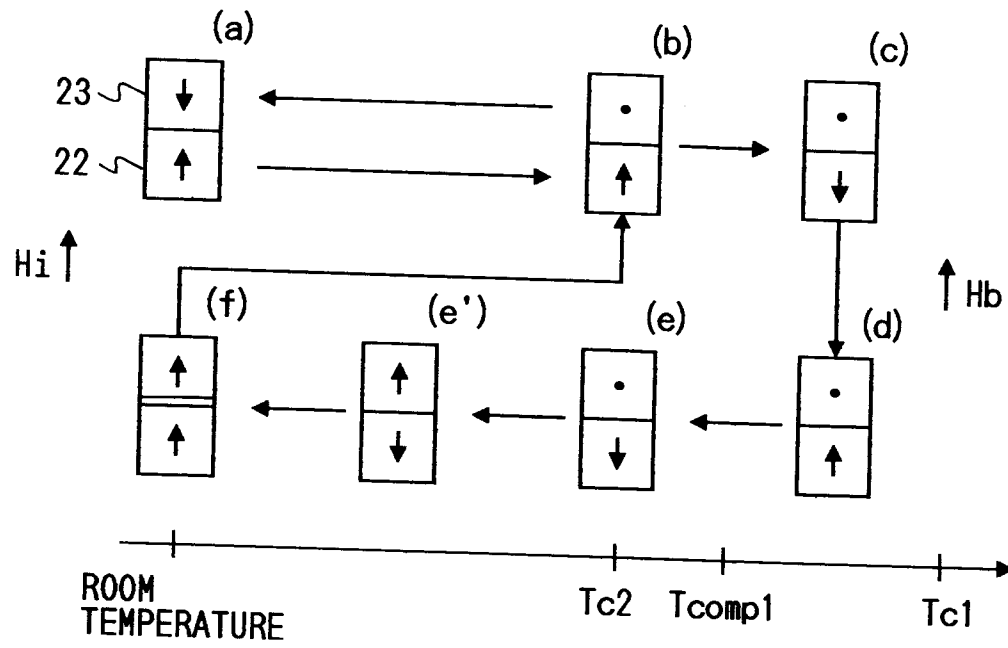 (a)
(b)
(c)
23
22
Hi
Hb
(f)
(e')
(e)
(d)
ROOM
TEMPERATURE
Tc2
Tcomp1
Tc1